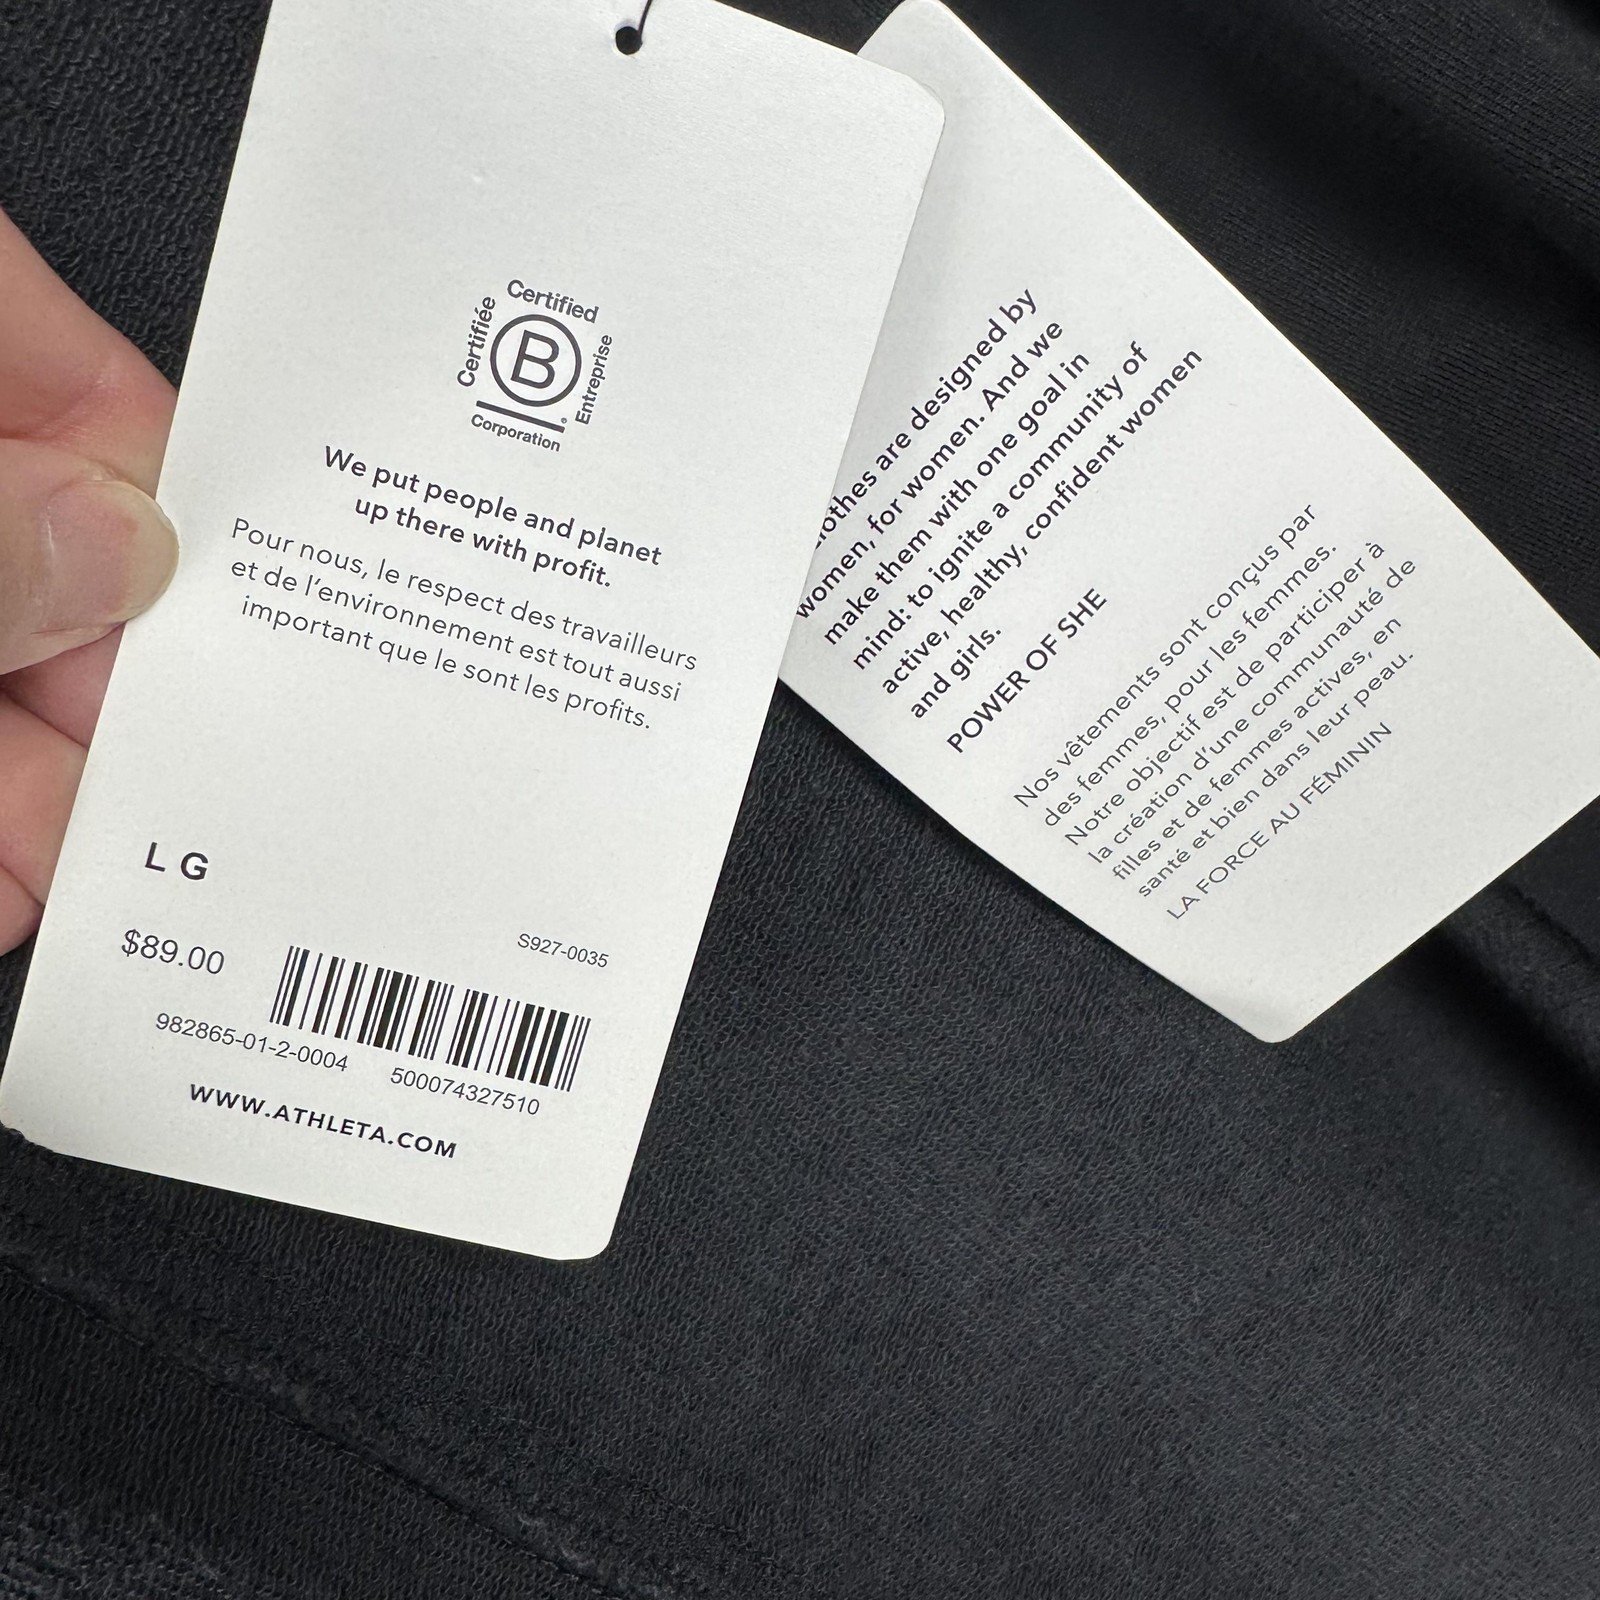 Certified
Certifiée
B
Entreprise
Corporation
We put people and planet
up there with profit.
Pour nous, le respect des travailleurs
et de l'environnement est tout aussi
important que le sont les profits.
L G
$89.00
S927-0035
982865-01-2-0004
500074327510
WWW.ATHLETA.COM
are designed by
women, for women. And we
make them with one goal in
mind: to ignite a community of
active, healthy, confident women
and girls.
POWER OF SHE
Nos vêtements sont conçus par
des femmes, pour les femmes.
Notre objectif est de participer à
la création d'une communauté de
filles et de femmes actives, en
santé et bien dans leur peau.
LA FORCE AU FÉMININ